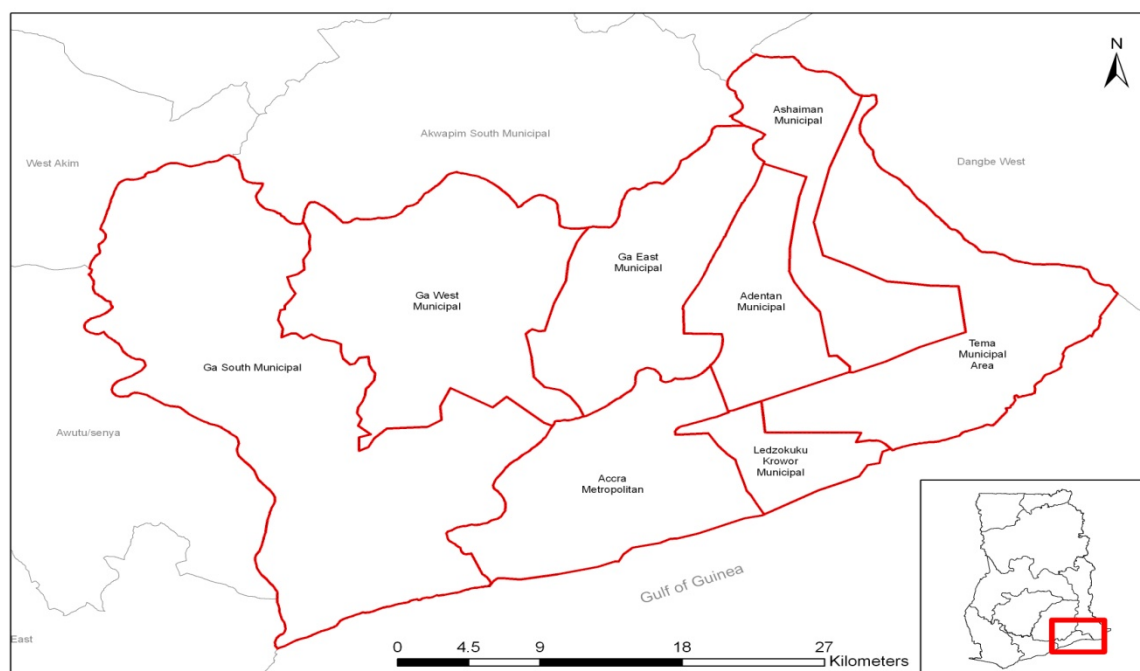 N
Ashaiman
Municipal
Akwapim South Municipal
West Akim
Dangbe West
Ga East
Municipal
Ga West
Municipal
Adentan
Municipal
Tema
Municipal
Area
Ga South Municipal
Awutu/senya
Ledzokuku
Krowor
Municipal
Accra
Metropolitan
Gulf of Guinea
East
0 4.5 9 18 27
Kilometers